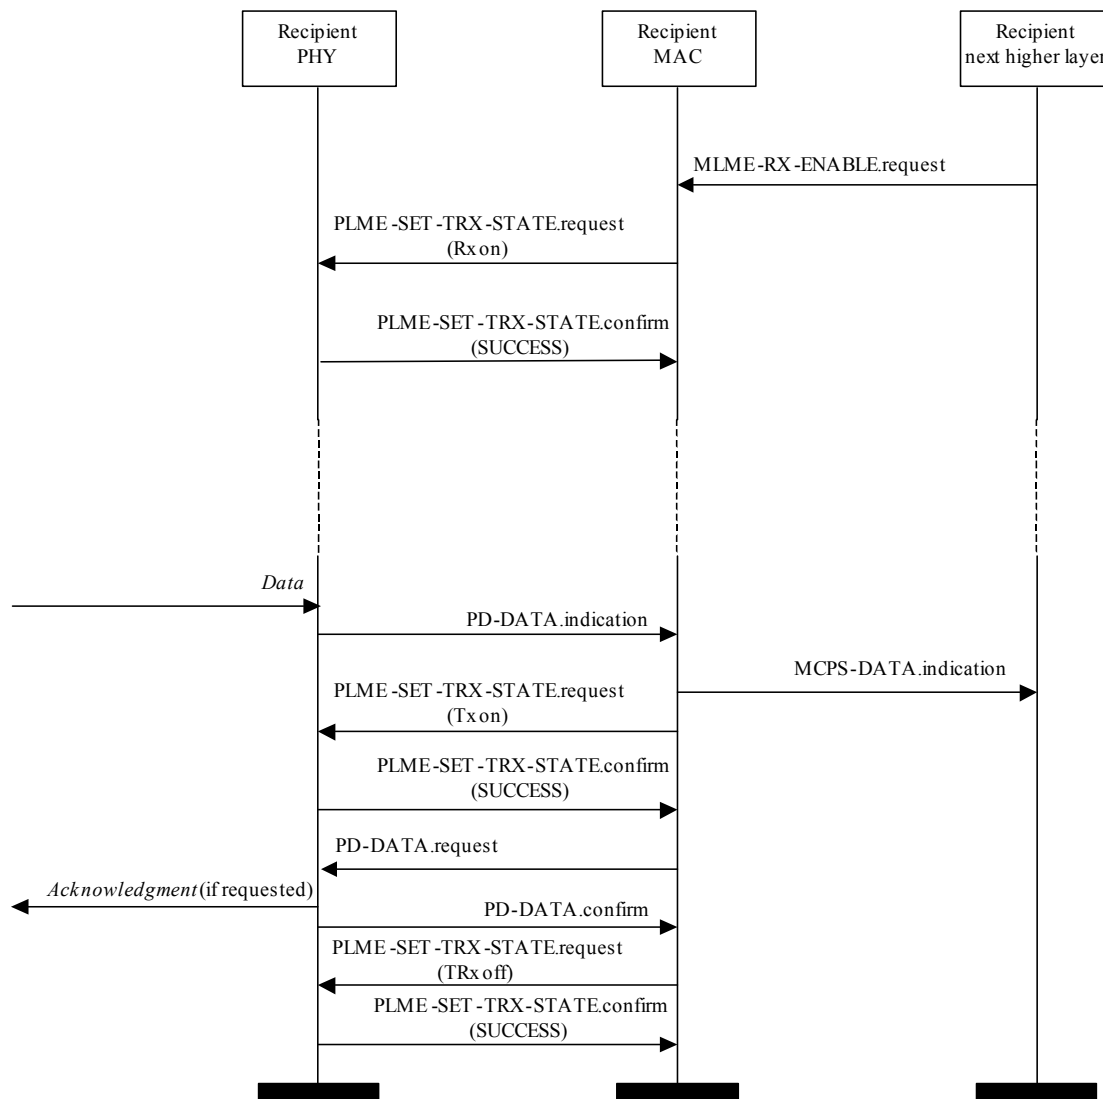 Recipient
PHY
Recipient
MAC
Recipient
next higher layer
MLME-RX-ENABLE.request
PLME-SET-TRX-STATE.request
(Rx on)
PLME-SET-TRX-STATE.confirm
(SUCCESS)
Data
PD-DATA.indication
MCPS-DATA.indication
PLME-SET-TRX-STATE.request
(Tx on)
PLME-SET-TRX-STATE.confirm
(SUCCESS)
PD-DATA.request
Acknowledgment (if requested)
PD-DATA.confirm
PLME-SET-TRX-STATE.request
(TRx off)
PLME-SET-TRX-STATE.confirm
(SUCCESS)